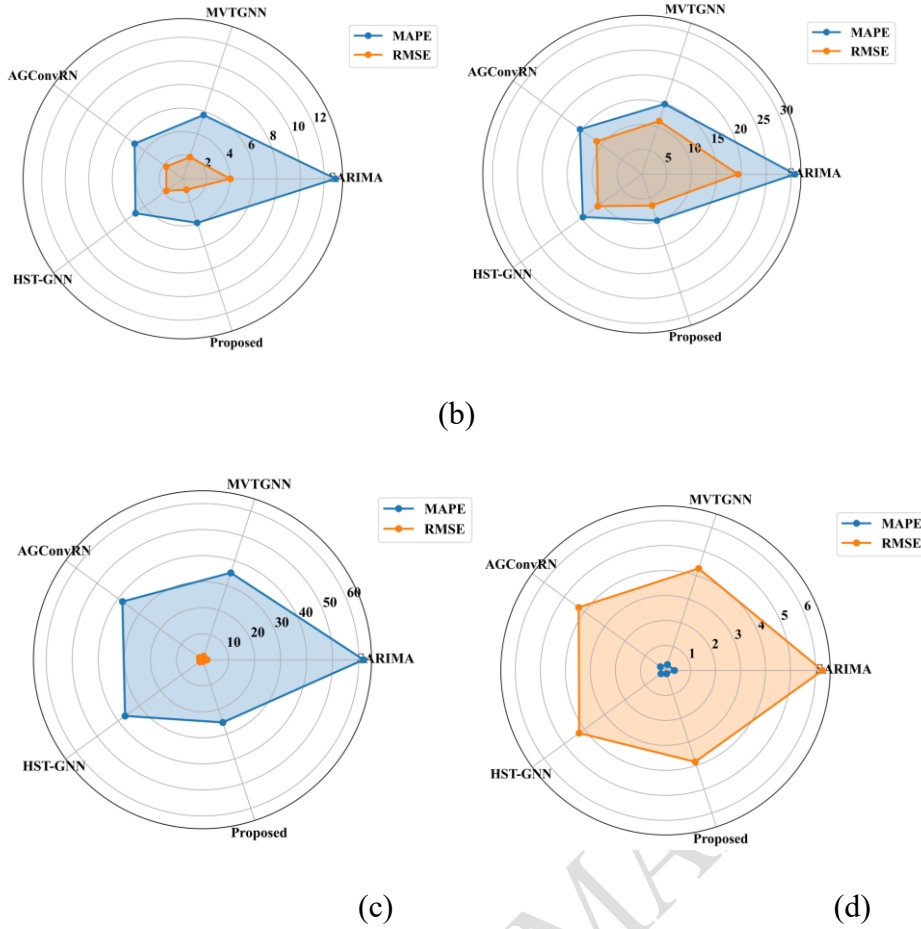 MVTGNN
MAPE
RMSE
AGConvRN
12
10
8
6
4
2
SARIMA
HST-GNN
Proposed
MVTGNN
MAPE
RMSE
AGConvRN
30
25
20
15
10
5
SARIMA
HST-GNN
Proposed
(b)
MVTGNN
MAPE
RMSE
AGConvRN
60
50
40
30
20
10
SARIMA
HST-GNN
Proposed
(c)
MVTGNN
MAPE
RMSE
AGConvRN
6
5
4
3
2
1
SARIMA
HST-GNN
Proposed
(d)